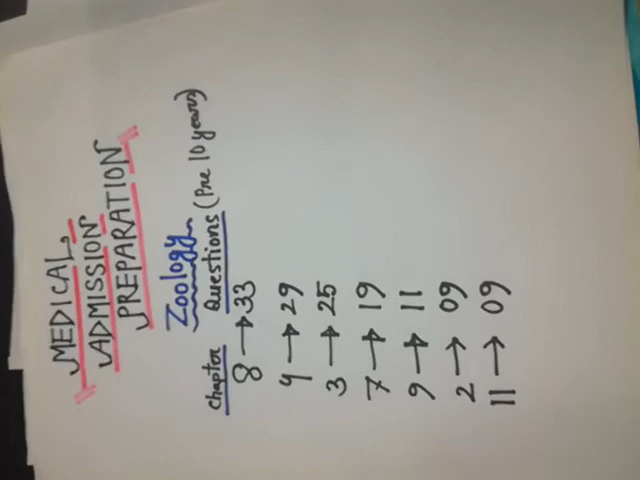 MEDICAL
ADMISSION
PREPARATION
Zoology
Chapter Questions (Pre 10 years)
8 → 33
4 → 29
3 → 25
7 → 19
9 → 11
2 → 09
11 → 09